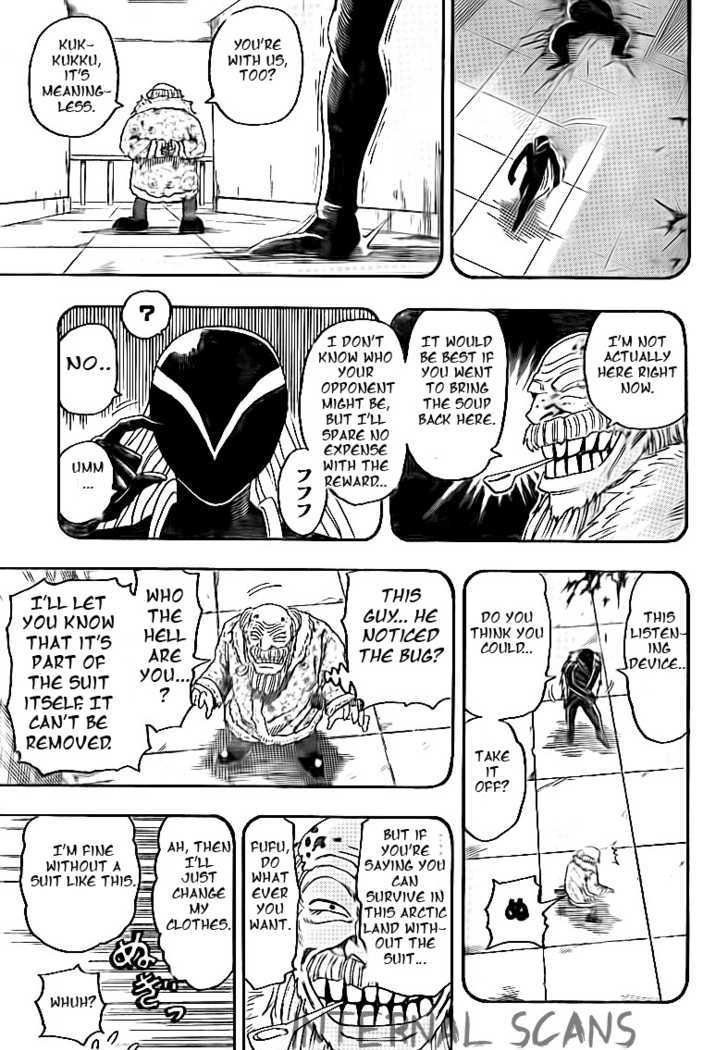 YOU'RE
WITH US,
TOO?
KUK-
KUKKU,
IT'S
MEANING-
LESS.
I'M NOT
ACTUALLY
HERE RIGHT
NOW.
IT WOULD
BE BEST IF
YOU WENT
TO BRING
THE SOUP
BACK HERE.
I DON'T
KNOW WHO
YOUR
OPPONENT
MIGHT BE,
BUT I'LL
SPARE NO
EXPENSE
WITH THE
REWARD...
フフフ
?
NO..
UMM
...
THIS
LISTEN-
ING
DEVICE...
DO YOU
THINK YOU
COULD...
TAKE
IT
OFF?
ぬ
THIS
GUY... HE
NOTICED
THE BUG?
WHO
THE
HELL
ARE
YOU...
?
I'LL LET
YOU KNOW
THAT IT'S
PART OF
THE SUIT
ITSELF. IT
CAN'T BE
REMOVED.
BUT IF
YOU'RE
SAYING YOU
CAN
SURVIVE IN
THIS ARCTIC
LAND WITH-
OUT THE
SUIT...
FUFU,
DO
WHAT
EVER
YOU
WANT.
AH, THEN
I'LL
JUST
CHANGE
MY
CLOTHES.
I'M FINE
WITHOUT A
SUIT LIKE THIS.
ぬぎっ
WHUH?
INTERNAL SCANS